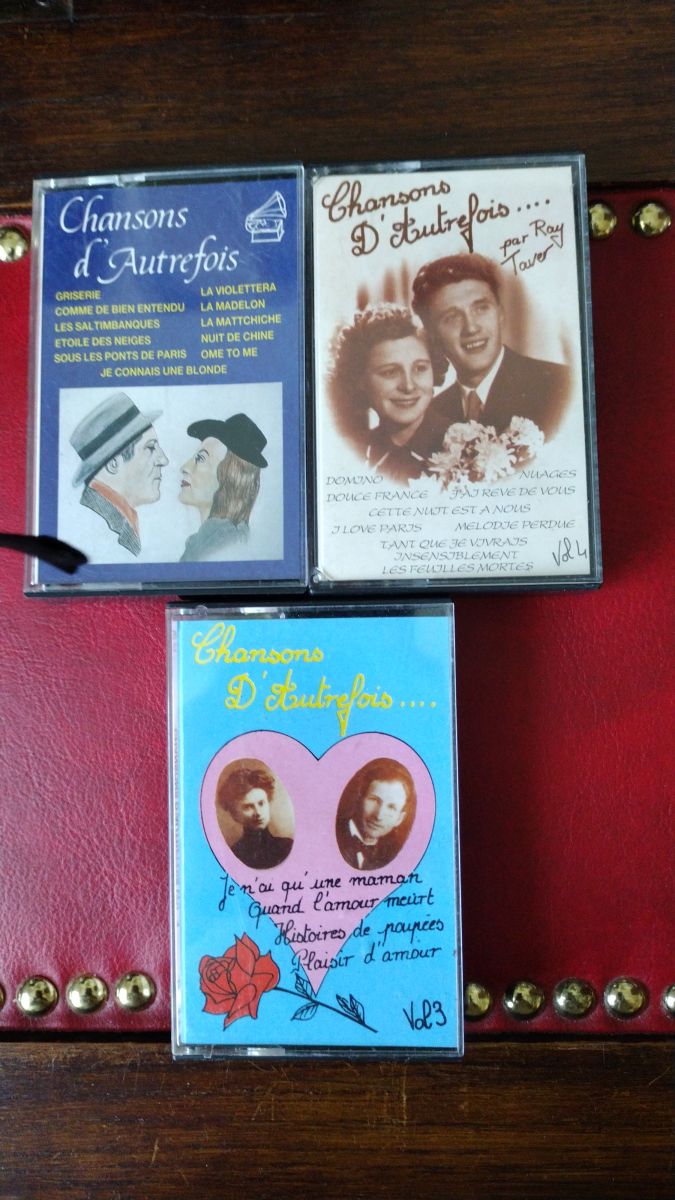 Chansons
d'Autrefois
GRISERIE
COMME DE BIEN ENTENDU
LES SALTIMBANQUES
ETOILE DES NEIGES
SOUS LES PONTS DE PARIS
LA VIOLETTERA
LA MADELON
LA MATTCHICHE
NUIT DE CHINE
OME TO ME
JE CONNAIS UNE BLONDE
Chansons
D'Autrefois....
par Ray
Taver
DOMINO NUAGES
DOUCE FRANCE J'AI REVE DE VOUS
CETTE NUIT EST A NOUS
I LOVE PARIS MELODIE PERDUE
TANT QUE JE VIVRAIS
INSENSIBLEMENT
LES FEUILLES MORTES
Vol 4
Chansons
D'Autrefois....
Je n'ai qu'une maman
Quand l'amour meurt
Histoires de poupées
Plaisir d'amour
Vol 3